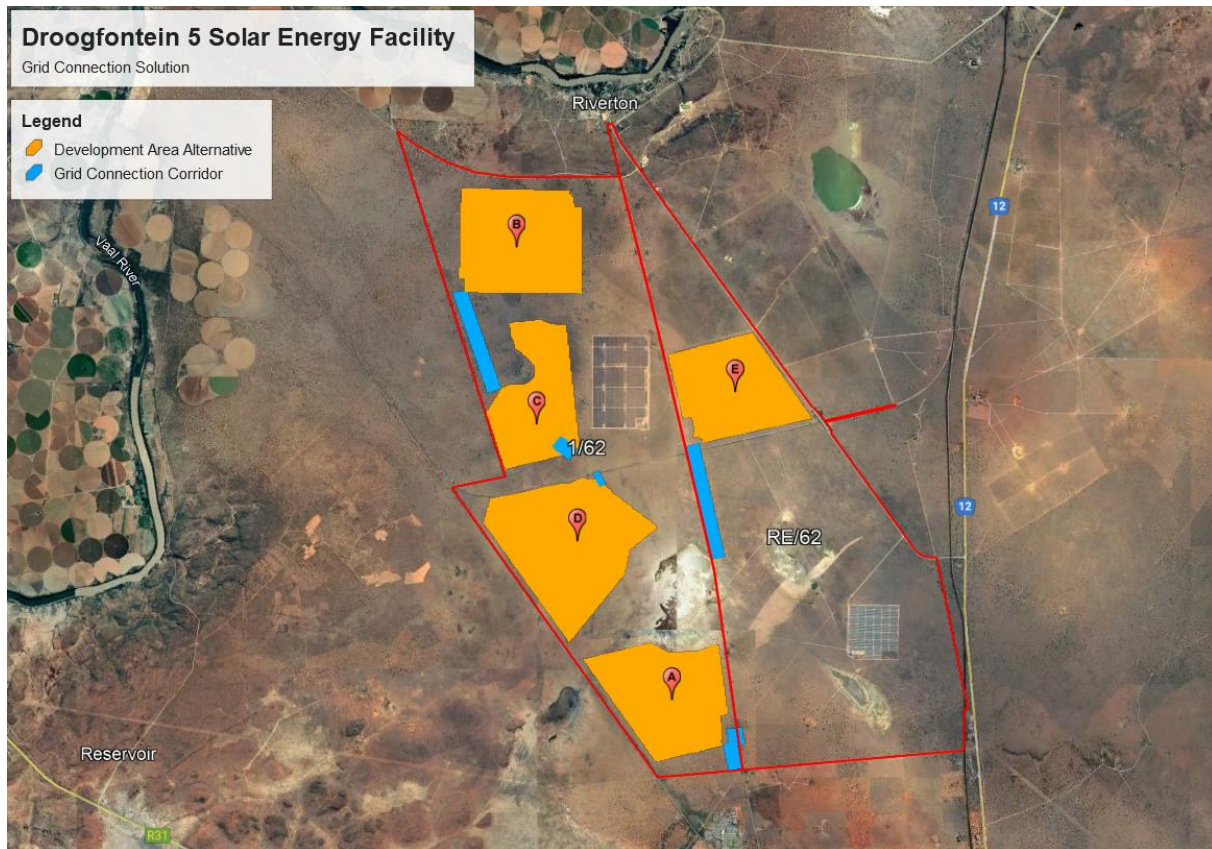 Droogfontein 5 Solar Energy Facility
Grid Connection Solution
Legend
Development Area Alternative
Grid Connection Corridor
Riverton
B
12
Vaal River
E
C
1/62
12
D
RE/62
A
Reservoir
R31